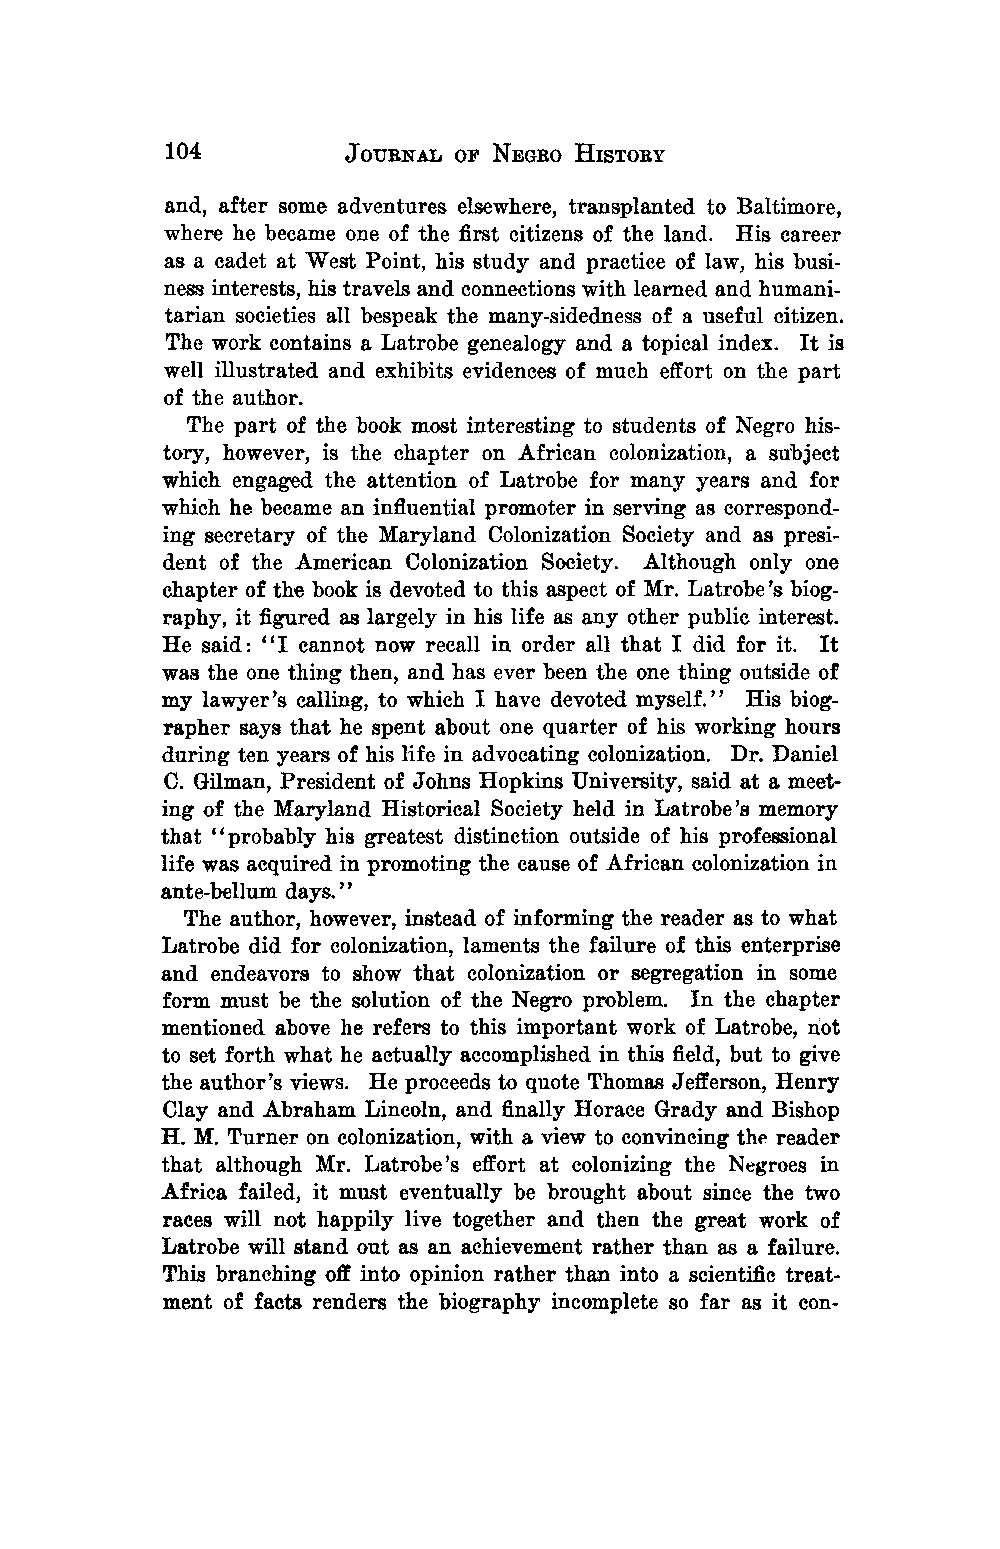 104 JOURNAL OF NEGRO HISTORY
and, after some adventures elsewhere, transplanted to Baltimore,
where he became one of the first citizens of the land. His career
as a cadet at West Point, his study and practice of law, his busi-
ness interests, his travels and connections with learned and humani-
tarian societies all bespeak the many-sidedness of a useful citizen.
The work contains a Latrobe genealogy and a topical index. It is
well illustrated and exhibits evidences of much effort on the part
of the author.
The part of the book most interesting to students of Negro his-
tory, however, is the chapter on African colonization, a subject
which engaged the attention of Latrobe for many years and for
which he became an influential promoter in serving as correspond-
ing secretary of the Maryland Colonization Society and as presi-
dent of the American Colonization Society. Although only one
chapter of the book is devoted to this aspect of Mr. Latrobe's biog-
raphy, it figured as largely in his life as any other public interest.
He said: "I cannot now recall in order all that I did for it. It
was the one thing then, and has ever been the one thing outside of
my lawyer's calling, to which I have devoted myself." His biog-
rapher says that he spent about one quarter of his working hours
during ten years of his life in advocating colonization. Dr. Daniel
C. Gilman, President of Johns Hopkins University, said at a meet-
ing of the Maryland Historical Society held in Latrobe's memory
that "probably his greatest distinction outside of his professional
life was acquired in promoting the cause of African colonization in
ante-bellum days."
The author, however, instead of informing the reader as to what
Latrobe did for colonization, laments the failure of this enterprise
and endeavors to show that colonization or segregation in some
form must be the solution of the Negro problem. In the chapter
mentioned above he refers to this important work of Latrobe, not
to set forth what he actually accomplished in this field, but to give
the author's views. He proceeds to quote Thomas Jefferson, Henry
Clay and Abraham Lincoln, and finally Horace Grady and Bishop
H. M. Turner on colonization, with a view to convincing the reader
that although Mr. Latrobe's effort at colonizing the Negroes in
Africa failed, it must eventually be brought about since the two
races will not happily live together and then the great work of
Latrobe will stand out as an achievement rather than as a failure.
This branching off into opinion rather than into a scientific treat-
ment of facts renders the biography incomplete so far as it con-